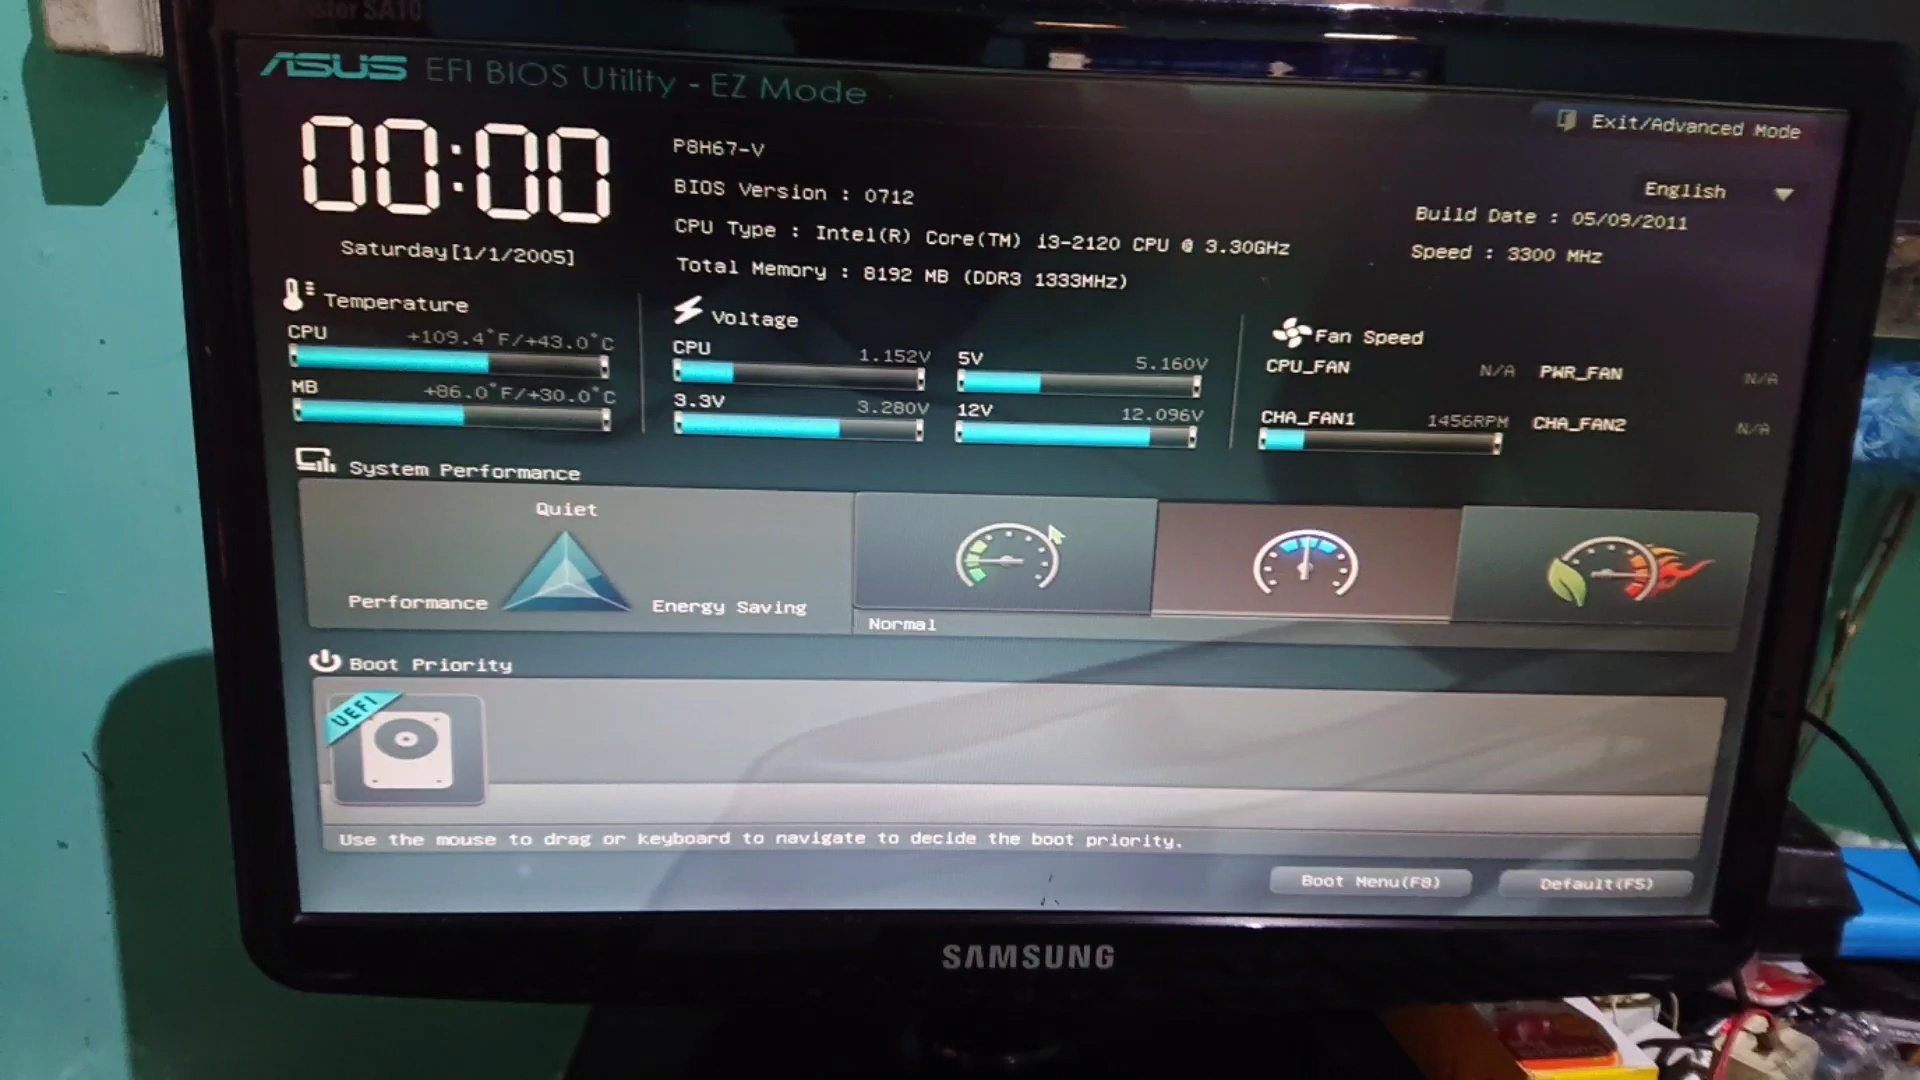 Master SA10
ASUS EFI BIOS Utility - EZ Mode
Exit/Advanced Mode
00:00
Saturday[1/1/2005]
P8H67-V
BIOS Version : 0712
CPU Type : Intel(R) Core(TM) i3-2120 CPU @ 3.30GHz
Total Memory : 8192 MB (DDR3 1333MHz)
English
Build Date : 05/09/2011
Speed : 3300 MHz
Temperature
CPU +109.4°F/+43.0°C
MB +86.0°F/+30.0°C
Voltage
CPU 1.152V 5V 5.160V
3.3V 3.280V 12V 12.096V
Fan Speed
CPU_FAN N/A PWR_FAN N/A
CHA_FAN1 1456RPM CHA_FAN2 N/A
System Performance
Quiet
Performance
Energy Saving
Normal
Boot Priority
UEFI
Use the mouse to drag or keyboard to navigate to decide the boot priority.
Boot Menu(F8) Default(F5)
SAMSUNG